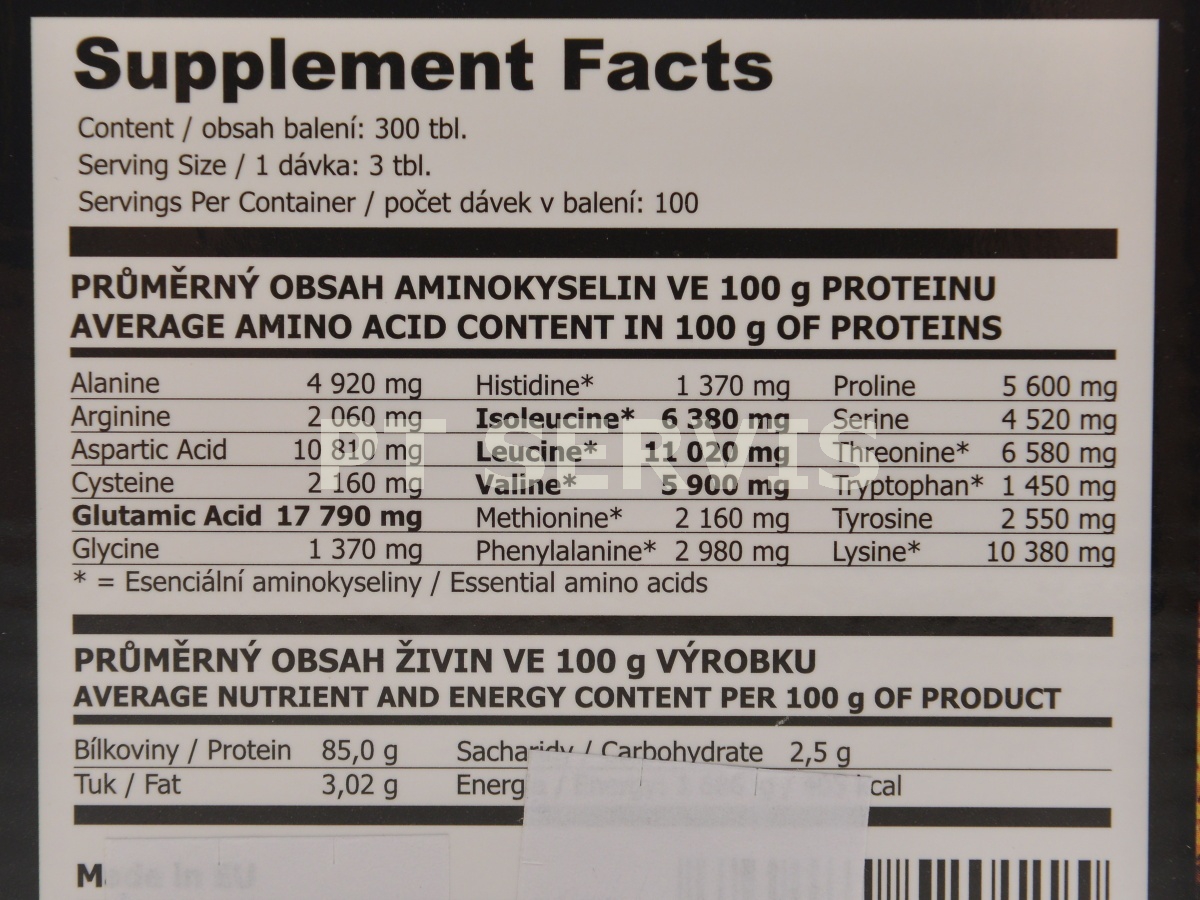 Supplement Facts
Content / obsah balení: 300 tbl.
Serving Size / 1 dávka: 3 tbl.
Servings Per Container / počet dávek v balení: 100
PRŮMĚRNÝ OBSAH AMINOKYSELIN VE 100 g PROTEINU
AVERAGE AMINO ACID CONTENT IN 100 g OF PROTEINS
Alanine 4 920 mg Histidine* 1 370 mg Proline 5 600 mg
Arginine 2 060 mg Isoleucine* 6 380 mg Serine 4 520 mg
Aspartic Acid 10 810 mg Leucine* 11 020 mg Threonine* 6 580 mg
Cysteine 2 160 mg Valine* 5 900 mg Tryptophan* 1 450 mg
Glutamic Acid 17 790 mg Methionine* 2 160 mg Tyrosine 2 550 mg
Glycine 1 370 mg Phenylalanine* 2 980 mg Lysine* 10 380 mg
* = Esenciální aminokyseliny / Essential amino acids
PT SERVIS
PRŮMĚRNÝ OBSAH ŽIVIN VE 100 g VÝROBKU
AVERAGE NUTRIENT AND ENERGY CONTENT PER 100 g OF PRODUCT
Bílkoviny / Protein 85,0 g Sacharidy / Carbohydrate 2,5 g
Tuk / Fat 3,02 g
Made in EU